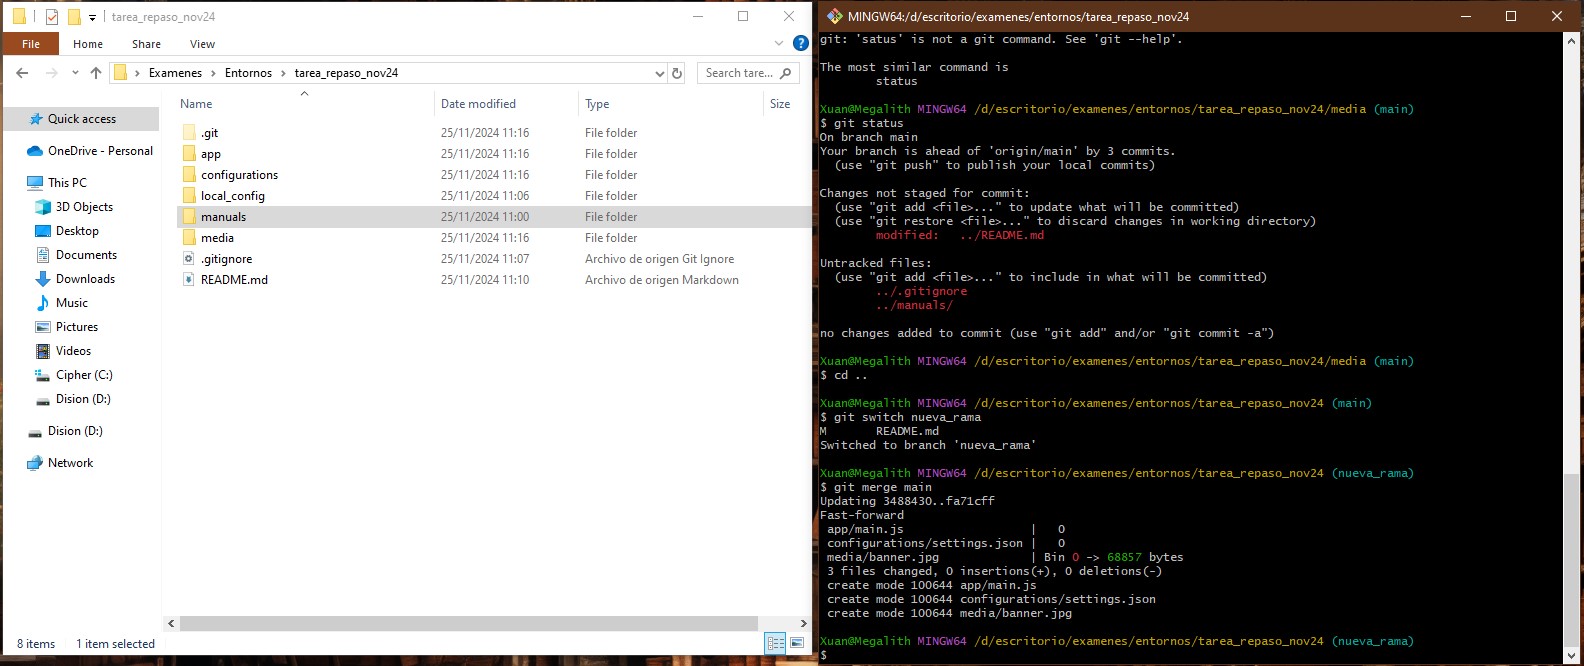 tarea_repaso_nov24
File Home Share View
Examenes Entornos tarea_repaso_nov24
Search tare...
Quick access
OneDrive - Personal
This PC
3D Objects
Desktop
Documents
Downloads
Music
Pictures
Videos
Cipher (C:)
Dision (D:)
Dision (D:)
Network
Name Date modified Type Size
.git 25/11/2024 11:16 File folder
app 25/11/2024 11:16 File folder
configurations 25/11/2024 11:16 File folder
local_config 25/11/2024 11:06 File folder
manuals 25/11/2024 11:00 File folder
media 25/11/2024 11:16 File folder
.gitignore 25/11/2024 11:07 Archivo de origen Git Ignore
README.md 25/11/2024 11:10 Archivo de origen Markdown
8 items 1 item selected
MINGW64:/d/escritorio/examenes/entornos/tarea_repaso_nov24
git: 'satus' is not a git command. See 'git --help'.
The most similar command is
status
Xuan@Megalith MINGW64 /d/escritorio/examenes/entornos/tarea_repaso_nov24/media (main)
$ git status
On branch main
Your branch is ahead of 'origin/main' by 3 commits.
(use "git push" to publish your local commits)
Changes not staged for commit:
(use "git add <file>..." to update what will be committed)
(use "git restore <file>..." to discard changes in working directory)
modified: ../README.md
Untracked files:
(use "git add <file>..." to include in what will be committed)
../.gitignore
../manuals/
no changes added to commit (use "git add" and/or "git commit -a")
Xuan@Megalith MINGW64 /d/escritorio/examenes/entornos/tarea_repaso_nov24/media (main)
$ cd ..
Xuan@Megalith MINGW64 /d/escritorio/examenes/entornos/tarea_repaso_nov24 (main)
$ git switch nueva_rama
M README.md
Switched to branch 'nueva_rama'
Xuan@Megalith MINGW64 /d/escritorio/examenes/entornos/tarea_repaso_nov24 (nueva_rama)
$ git merge main
Updating 3488430..fa71cff
Fast-forward
app/main.js | 0
configurations/settings.json | 0
media/banner.jpg | Bin 0 -> 68857 bytes
3 files changed, 0 insertions(+), 0 deletions(-)
create mode 100644 app/main.js
create mode 100644 configurations/settings.json
create mode 100644 media/banner.jpg
Xuan@Megalith MINGW64 /d/escritorio/examenes/entornos/tarea_repaso_nov24 (nueva_rama)
$